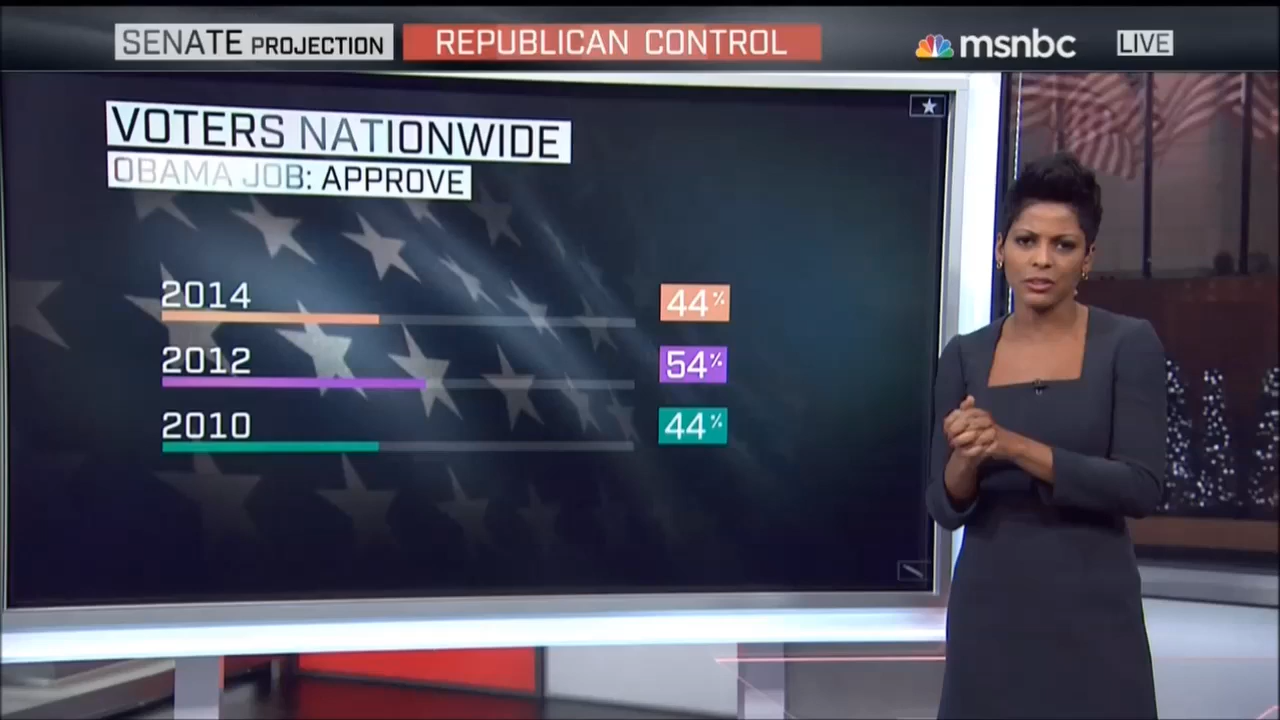 SENATE PROJECTION
REPUBLICAN CONTROL
msnbc
LIVE
VOTERS NATIONWIDE
OBAMA JOB: APPROVE
2014
44%
2012
54%
2010
44%